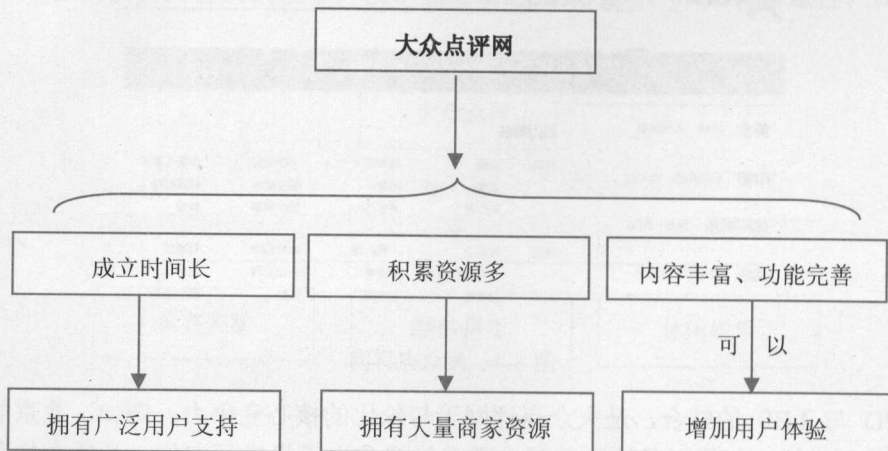 大众点评网
成立时间长
积累资源多
内容丰富、功能完善
可 以
拥有广泛用户支持
拥有大量商家资源
增加用户体验